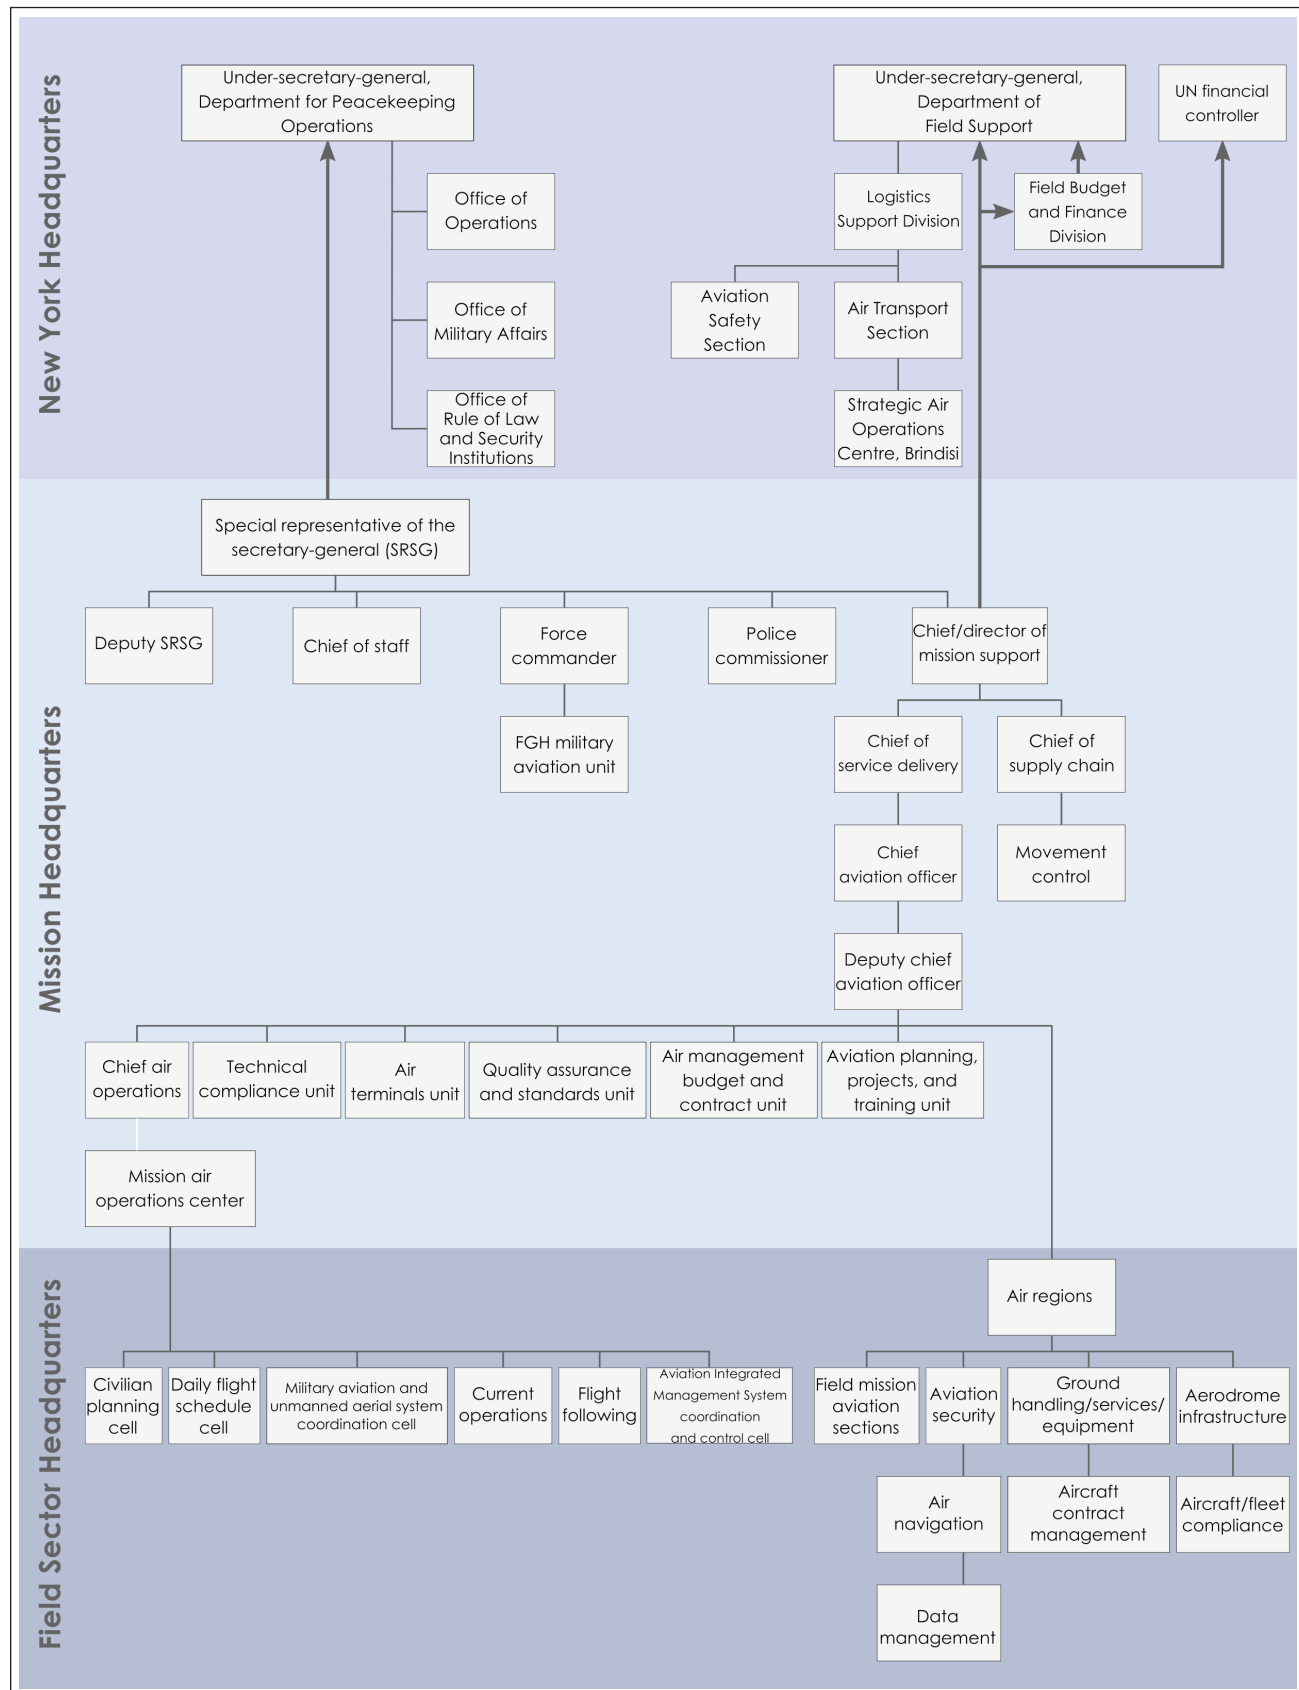 New York Headquarters
Under-secretary-general,
Department for Peacekeeping
Operations
Under-secretary-general,
Department of
Field Support
UN financial
controller
Office of
Operations
Logistics
Support Division
Field Budget
and Finance
Division
Office of
Military Affairs
Aviation
Safety
Section
Air Transport
Section
Office of
Rule of Law
and Security
Institutions
Strategic Air
Operations
Centre, Brindisi
Mission Headquarters
Special representative of the
secretary-general (SRSG)
Deputy SRSG
Chief of staff
Force
commander
Police
commissioner
Chief/director of
mission support
FGH military
aviation unit
Chief of
service delivery
Chief of
supply chain
Chief
aviation officer
Movement
control
Deputy chief
aviation officer
Chief air
operations
Technical
compliance unit
Air
terminals unit
Quality assurance
and standards unit
Air management
budget and
contract unit
Aviation planning,
projects, and
training unit
Mission air
operations center
Field Sector Headquarters
Air regions
Civilian
planning
cell
Daily flight
schedule
cell
Military aviation and
unmanned aerial system
coordination cell
Current
operations
Flight
following
Aviation Integrated
Management System
coordination
and control cell
Field mission
aviation
sections
Aviation
security
Ground
handling/services/
equipment
Aerodrome
infrastructure
Air
navigation
Aircraft
contract
management
Aircraft/fleet
compliance
Data
management